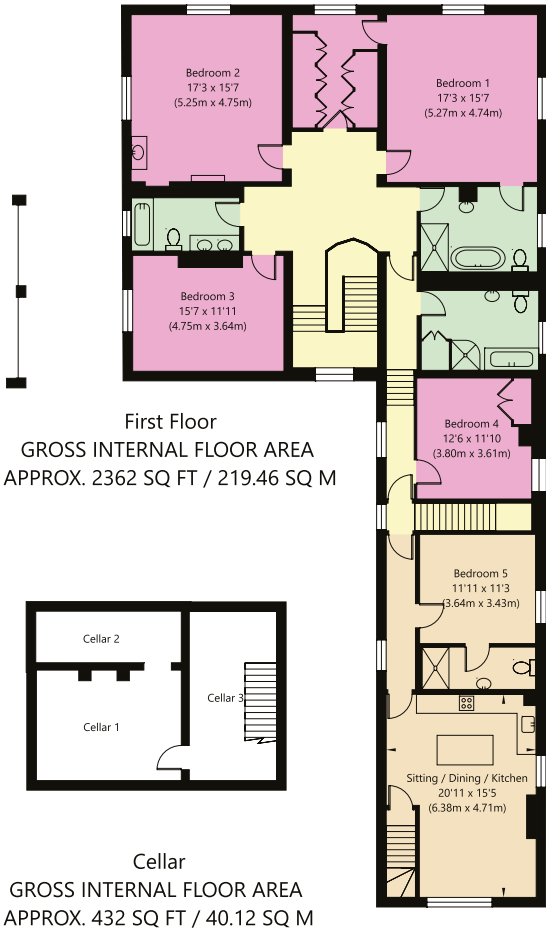 Bedroom 2
17'3 x 15'7
(5.25m x 4.75m)
Bedroom 1
17'3 x 15'7
(5.27m x 4.74m)
Bedroom 3
15'7 x 11'11
(4.75m x 3.64m)
First Floor
GROSS INTERNAL FLOOR AREA
APPROX. 2362 SQ FT / 219.46 SQ M
Bedroom 4
12'6 x 11'10
(3.80m x 3.61m)
Bedroom 5
11'11 x 11'3
(3.64m x 3.43m)
Cellar 2
Cellar 1
Cellar 3
Sitting / Dining / Kitchen
20'11 x 15'5
(6.38m x 4.71m)
Cellar
GROSS INTERNAL FLOOR AREA
APPROX. 432 SQ FT / 40.12 SQ M